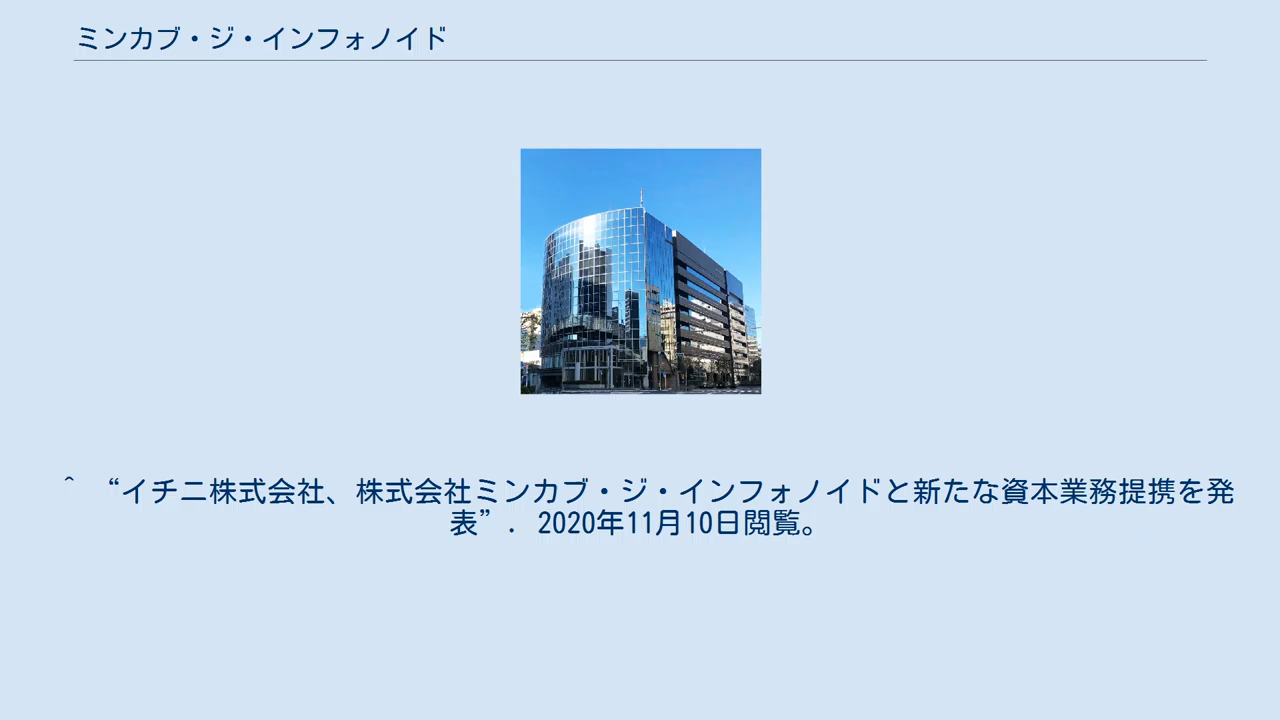 ミンカブ・ジ・インフォノイド
^ “イチニ株式会社、株式会社ミンカブ・ジ・インフォノイドと新たな資本業務提携を発
表”. 2020年11月10日閲覧。